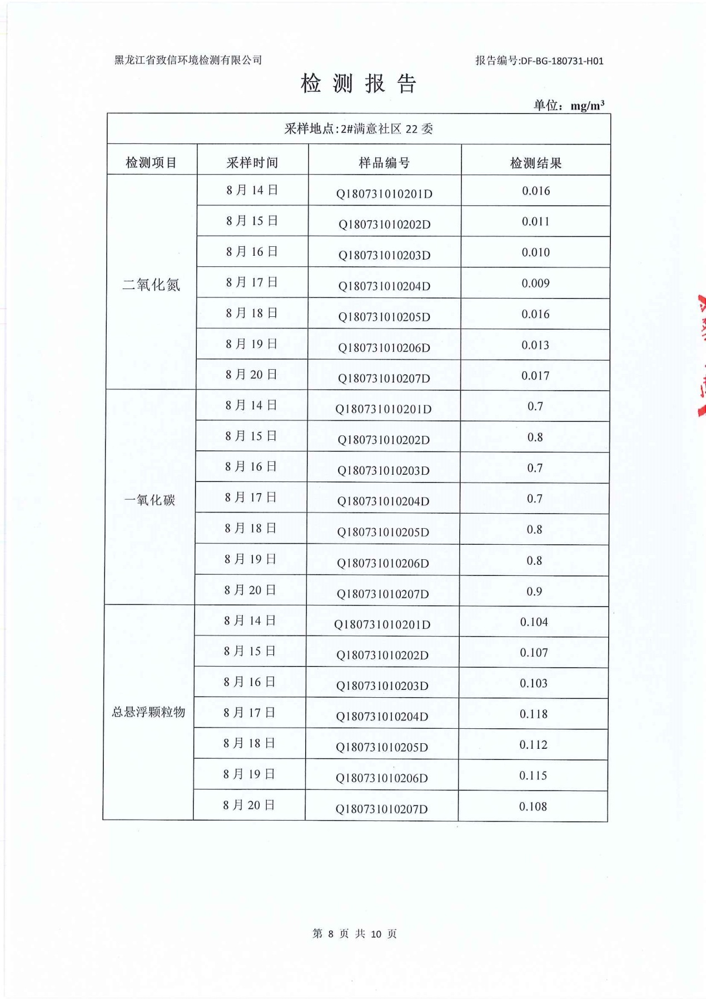 黑龙江省致信环境检测有限公司 报告编号:DF-BG-180731-H01
检 测 报 告
单位：mg/m³
采样地点:2#满意社区 22 委
检测项目 采样时间 样品编号 检测结果
二氧化氮
8 月 14 日 Q180731010201D 0.016
8 月 15 日 Q180731010202D 0.011
8 月 16 日 Q180731010203D 0.010
8 月 17 日 Q180731010204D 0.009
8 月 18 日 Q180731010205D 0.016
8 月 19 日 Q180731010206D 0.013
8 月 20 日 Q180731010207D 0.017
一氧化碳
8 月 14 日 Q180731010201D 0.7
8 月 15 日 Q180731010202D 0.8
8 月 16 日 Q180731010203D 0.7
8 月 17 日 Q180731010204D 0.7
8 月 18 日 Q180731010205D 0.8
8 月 19 日 Q180731010206D 0.8
8 月 20 日 Q180731010207D 0.9
总悬浮颗粒物
8 月 14 日 Q180731010201D 0.104
8 月 15 日 Q180731010202D 0.107
8 月 16 日 Q180731010203D 0.103
8 月 17 日 Q180731010204D 0.118
8 月 18 日 Q180731010205D 0.112
8 月 19 日 Q180731010206D 0.115
8 月 20 日 Q180731010207D 0.108
第 8 页 共 10 页